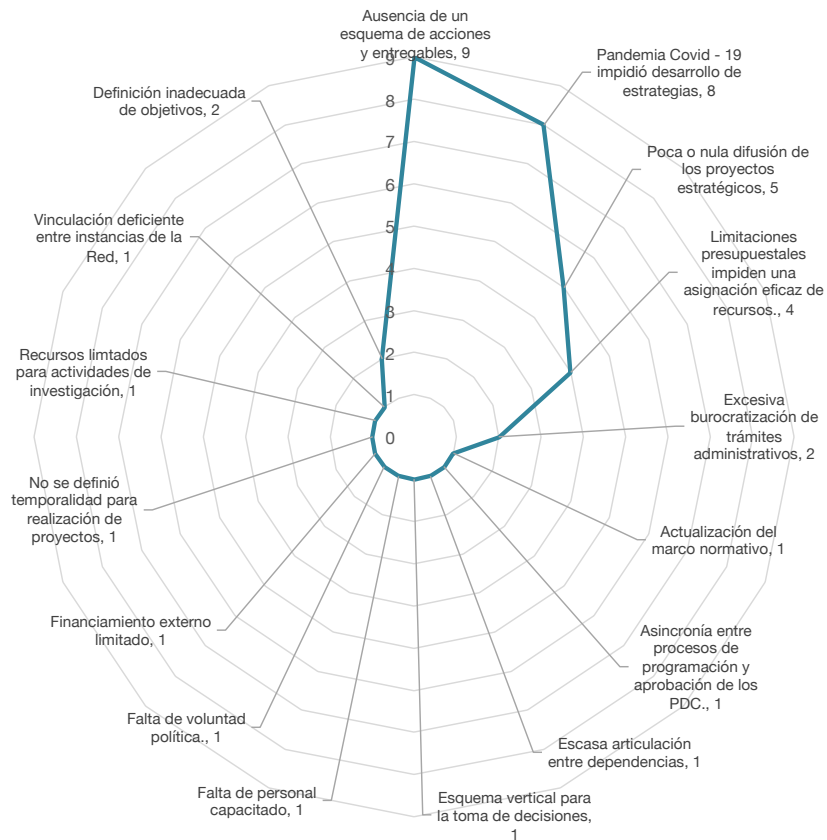 Ausencia de un
esquema de acciones
y entregables, 9
Pandemia Covid - 19
impidió desarrollo de
estrategias, 8
Poca o nula difusión de
los proyectos
estratégicos, 5
Limitaciones
presupuestales
impiden una
asignación eficaz de
recursos., 4
Excesiva
burocratización de
trámites
administrativos, 2
Actualización del
marco normativo, 1
Asincronía entre
procesos de
programación y
aprobación de los
PDC., 1
Escasa articulación
entre dependencias, 1
Esquema vertical para
la toma de decisiones,
1
Falta de personal
capacitado, 1
Falta de voluntad
política., 1
Financiamiento externo
limitado, 1
No se definió
temporalidad para
realización de
proyectos, 1
Recursos limtados
para actividades de
investigación, 1
Vinculación deficiente
entre instancias de la
Red, 1
Definición inadecuada
de objetivos, 2
9
8
7
6
5
4
3
2
1
0